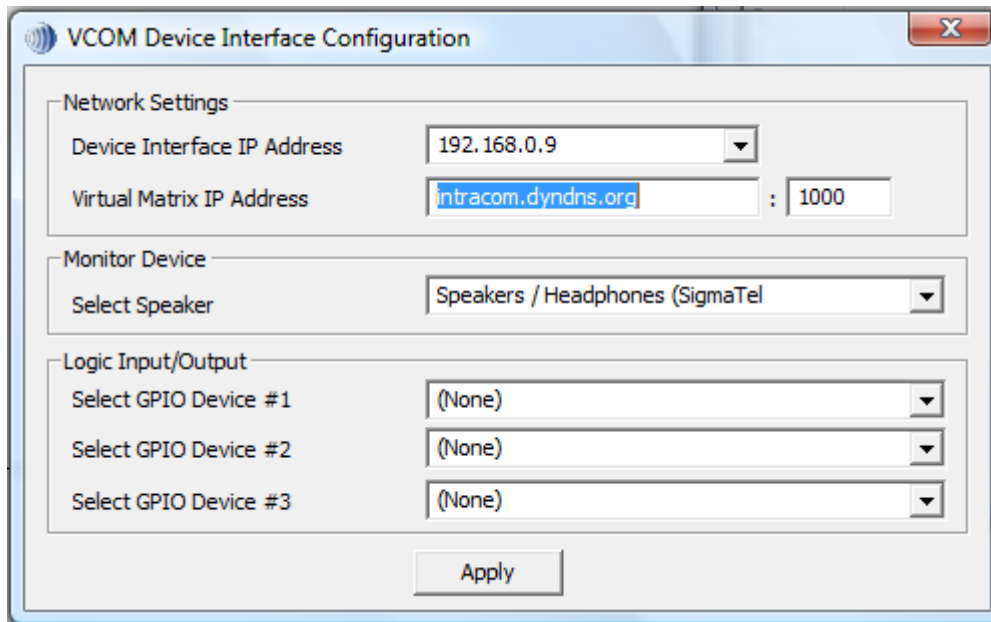 VCOM Device Interface Configuration
Network Settings
Device Interface IP Address 192.168.0.9
Virtual Matrix IP Address intracom.dyndns.org : 1000
Monitor Device
Select Speaker Speakers / Headphones (SigmaTel
Logic Input/Output
Select GPIO Device #1 (None)
Select GPIO Device #2 (None)
Select GPIO Device #3 (None)
Apply